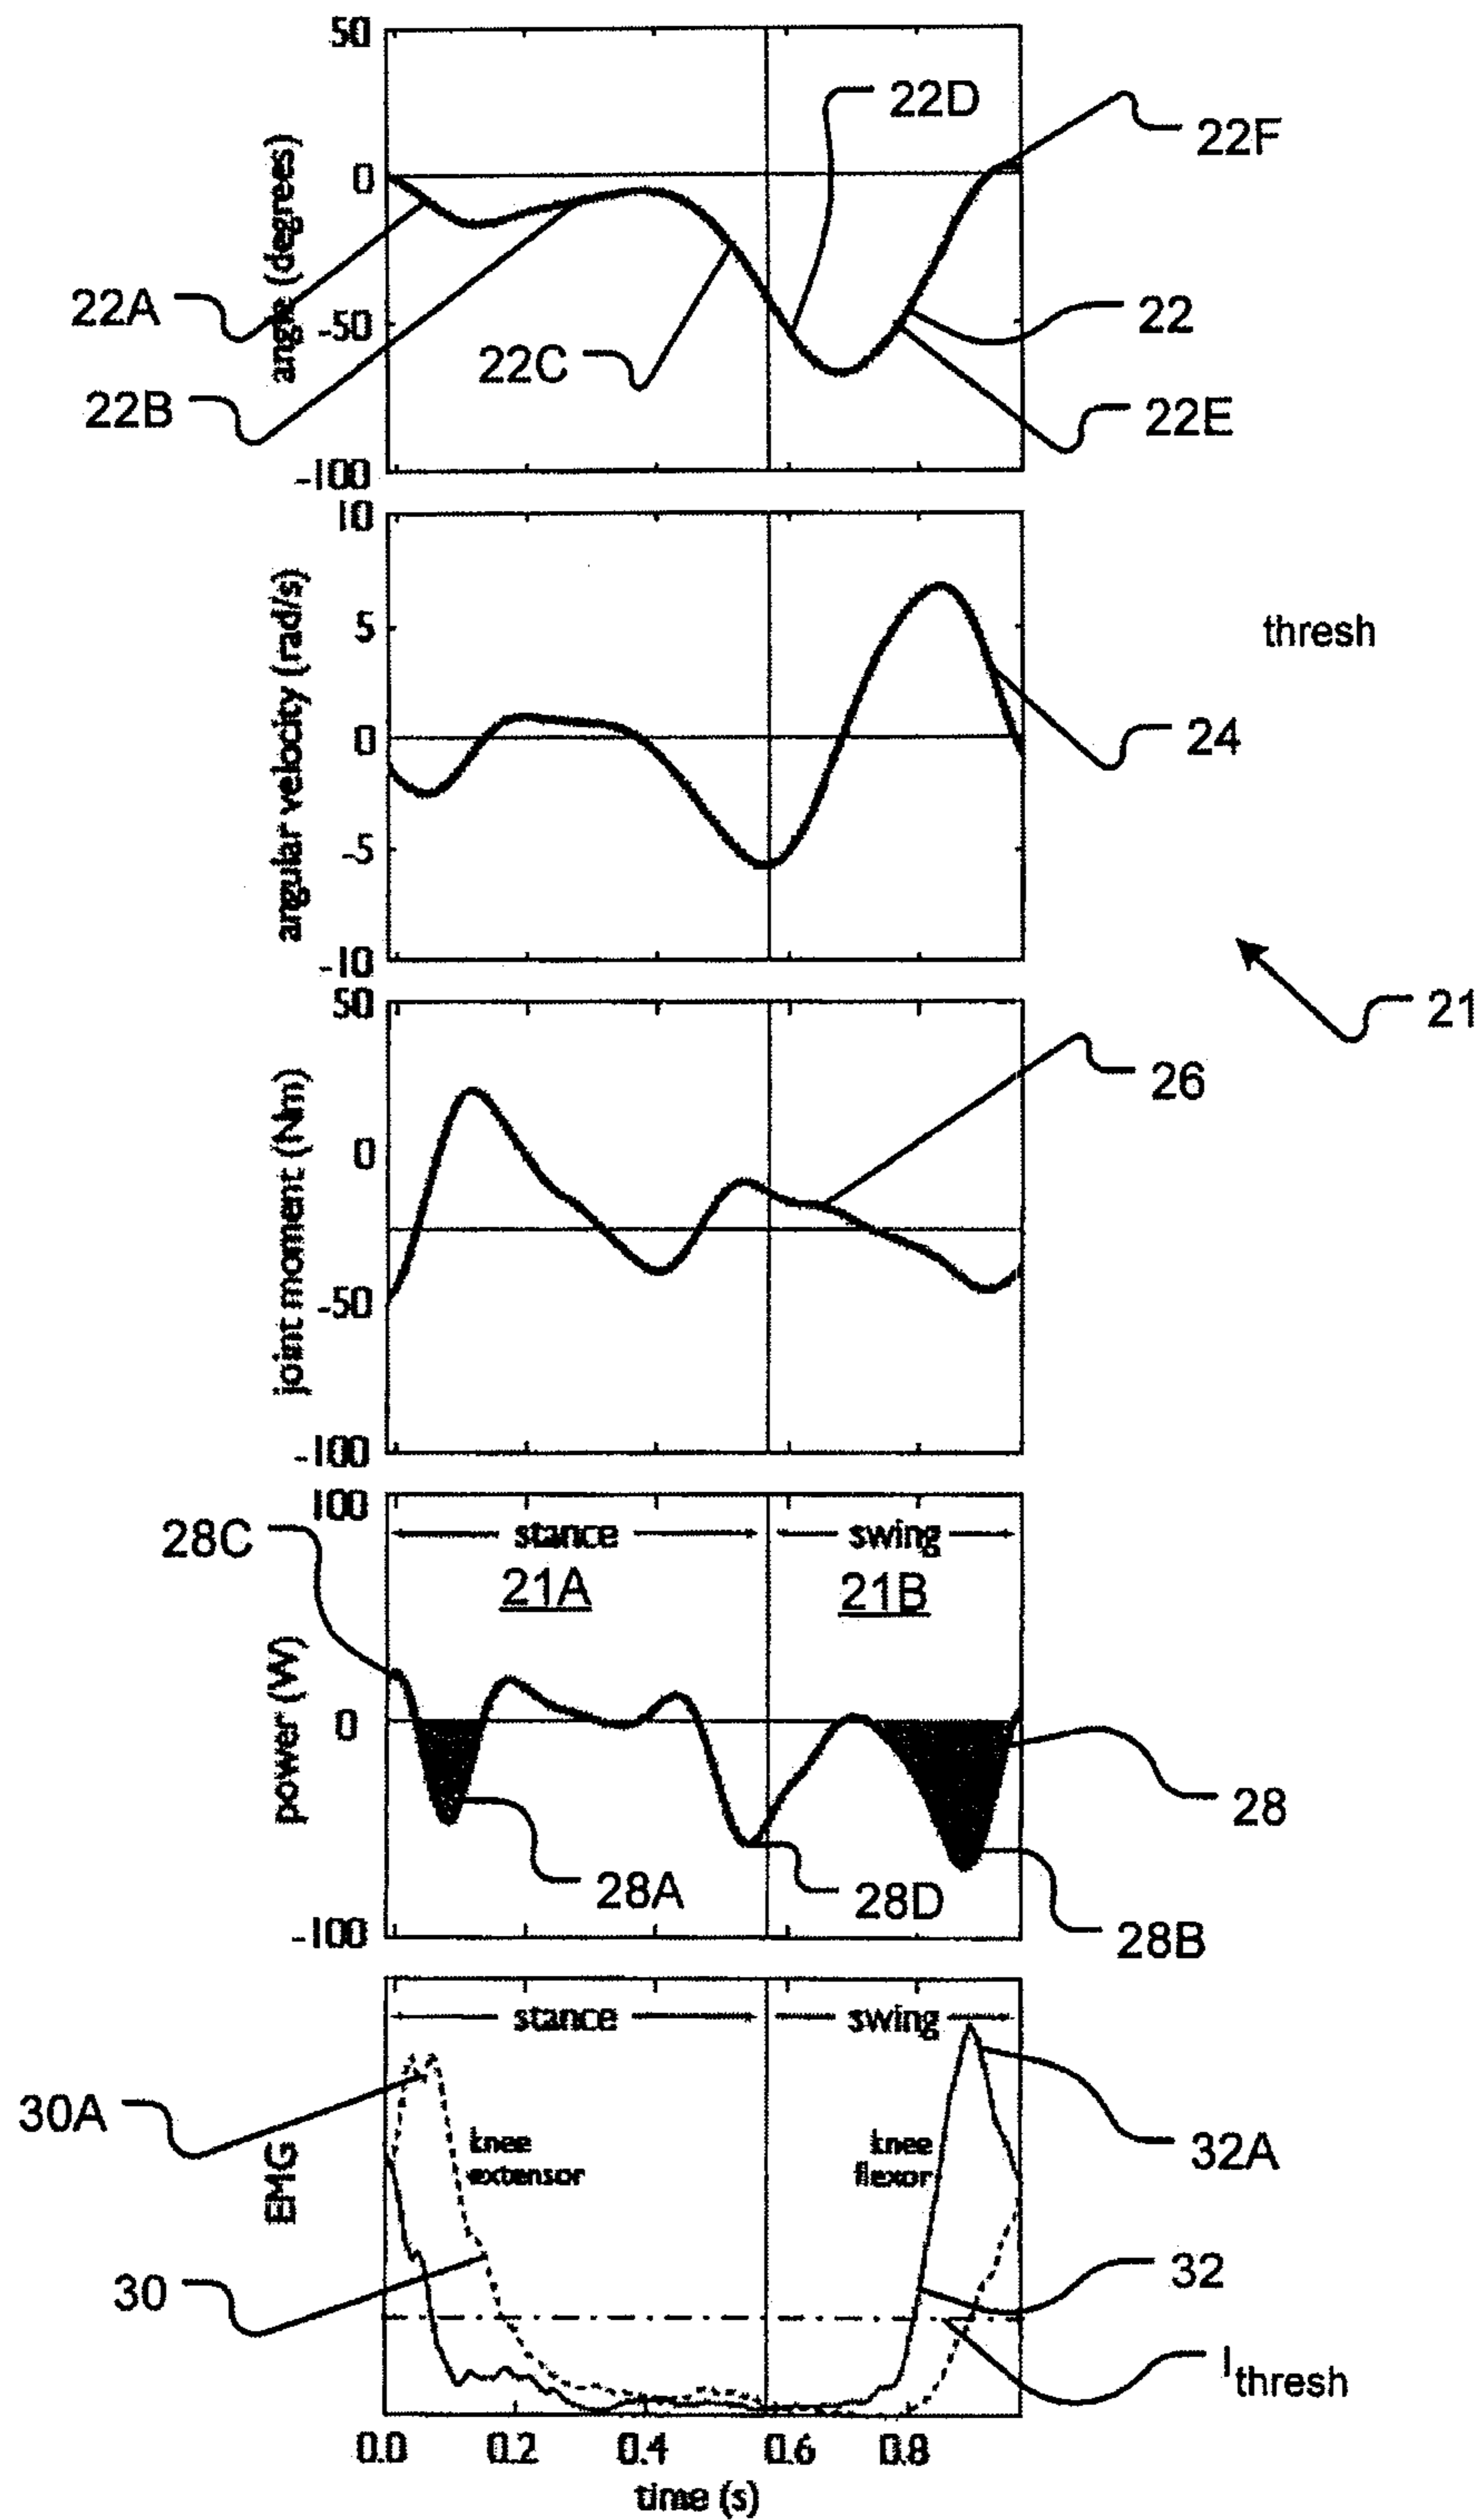 50
0
-50
-100
angle (degrees)
22A
22B
22C
22D
22F
22
22E
10
5
0
-5
-10
angular velocity (rad/s)
thresh
24
21
50
0
-50
-100
joint moment (Nm)
26
100
0
-100
power (W)
28C
stance
swing
21A
21B
28
28A
28D
28B
stance
swing
30A
EMG
knee
extensor
knee
flexor
32A
30
32
Ithresh
0.0 0.2 0.4 0.6 0.8
time (s)